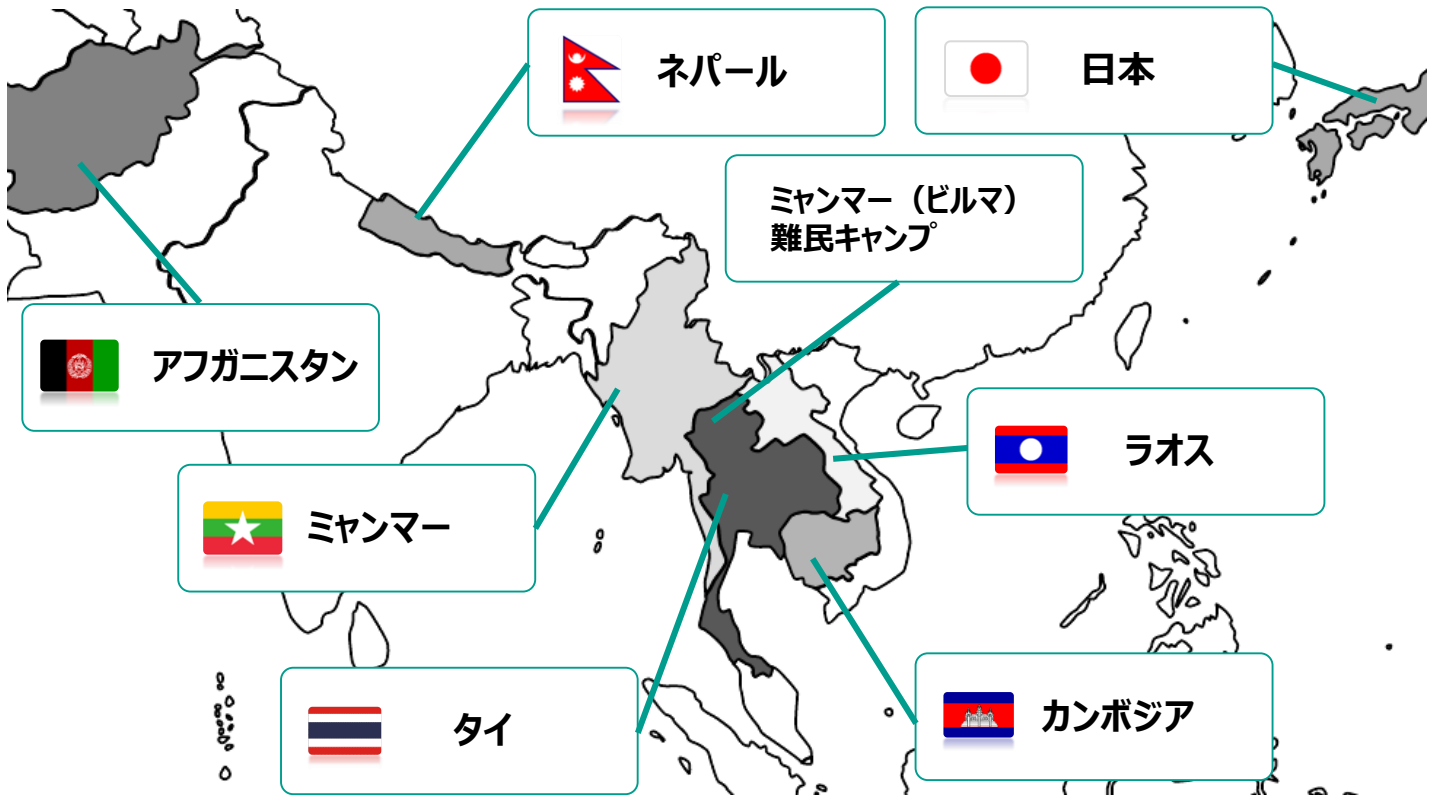 ネパール
日本
ミャンマー（ビルマ）
難民キャンプ
アフガニスタン
ラオス
ミャンマー
カンボジア
タイ